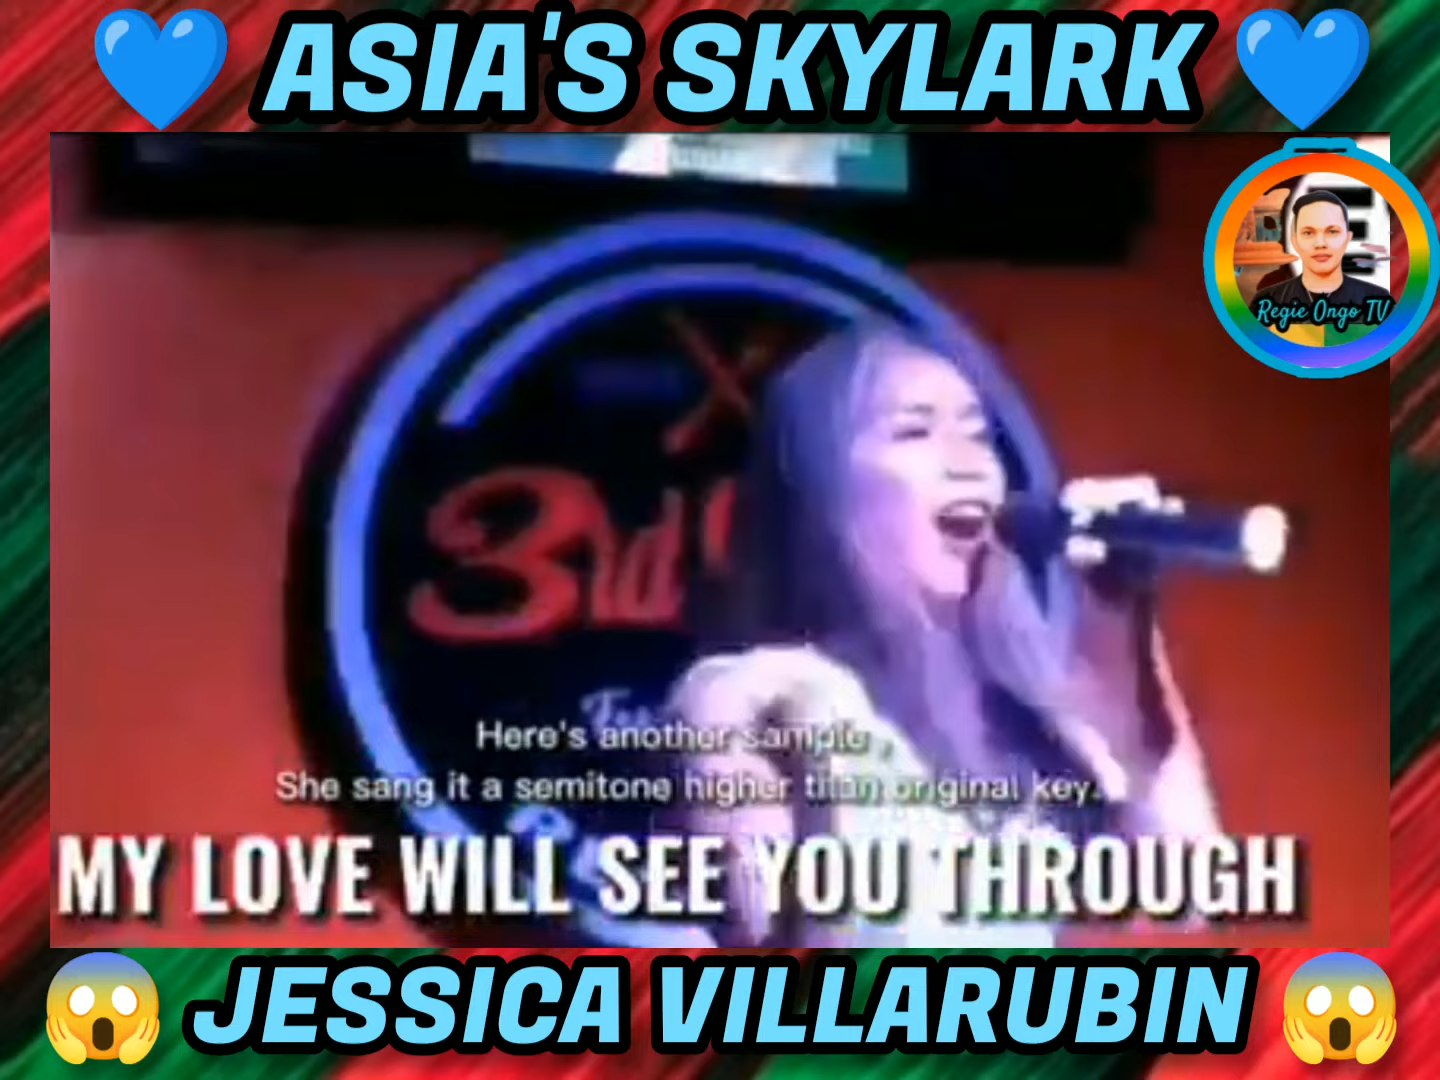 ASIA'S SKYLARK
Regie Ongo TV
Here's another sample,
She sang it a semitone higher than original key.
MY LOVE WILL SEE YOU THROUGH
JESSICA VILLARUBIN